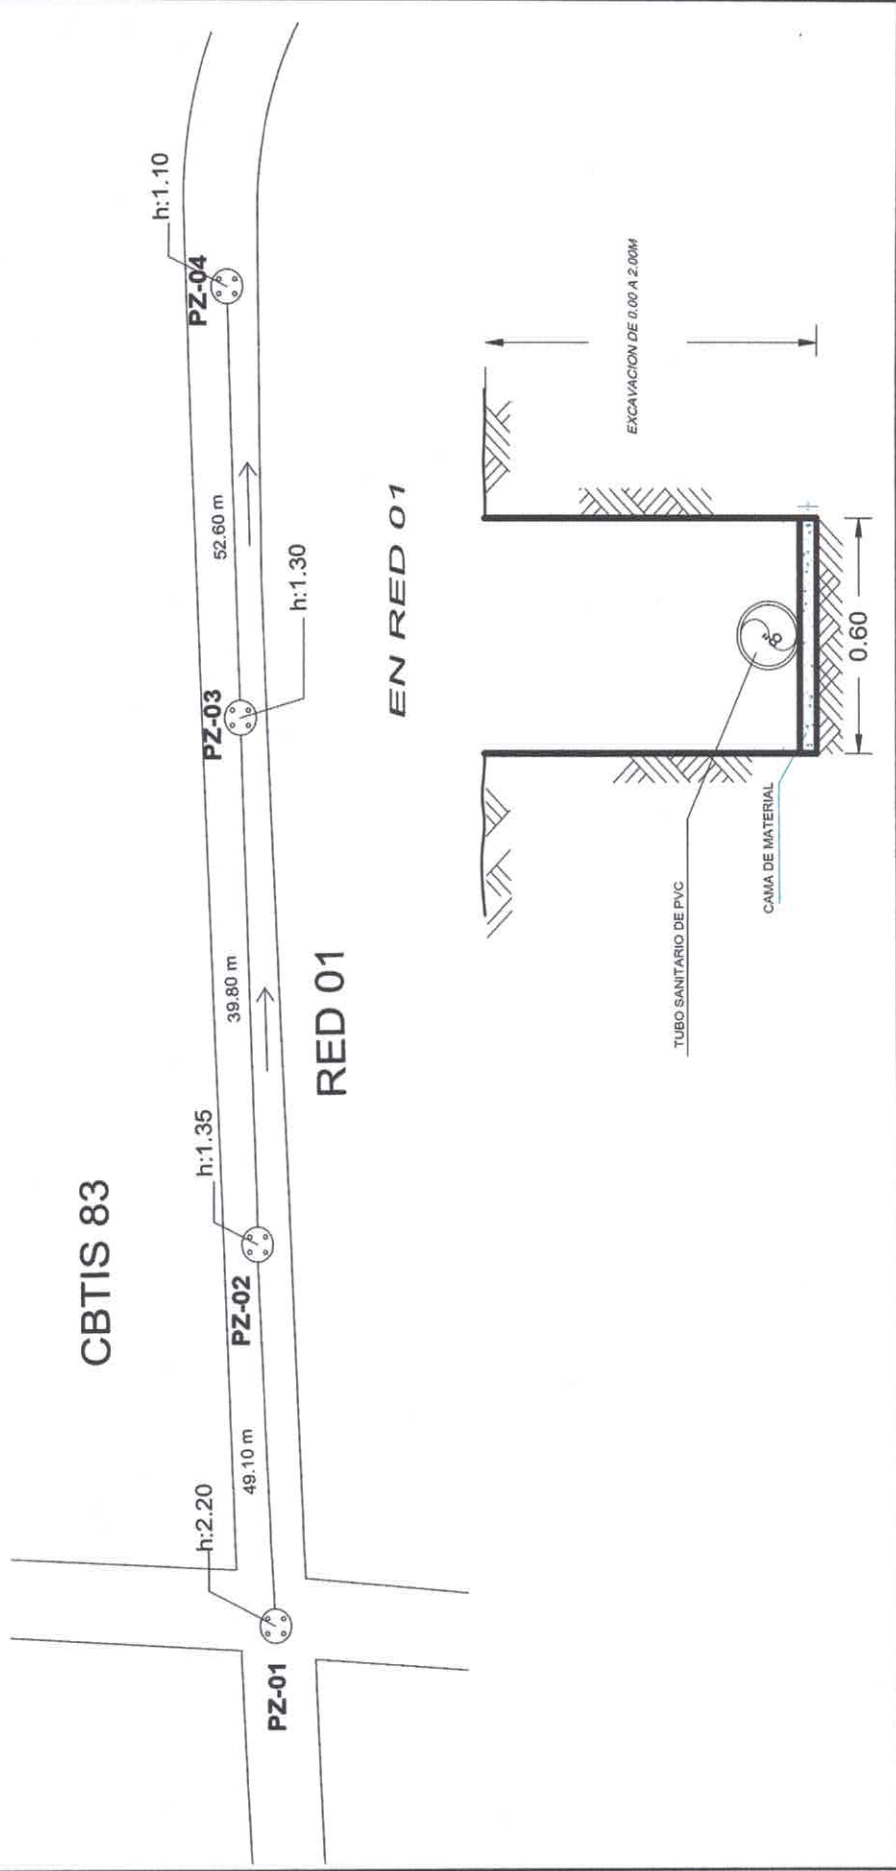 CBTIS 83
h:2.20
h:1.35
h:1.10
PZ-01
49.10 m
PZ-02
39.80 m
PZ-03
52.60 m
PZ-04
h:1.30
RED 01
EN RED 01
EXCAVACION DE 0.00 A 2.00M
TUBO SANITARIO DE PVC
8"
CAMA DE MATERIAL
0.60